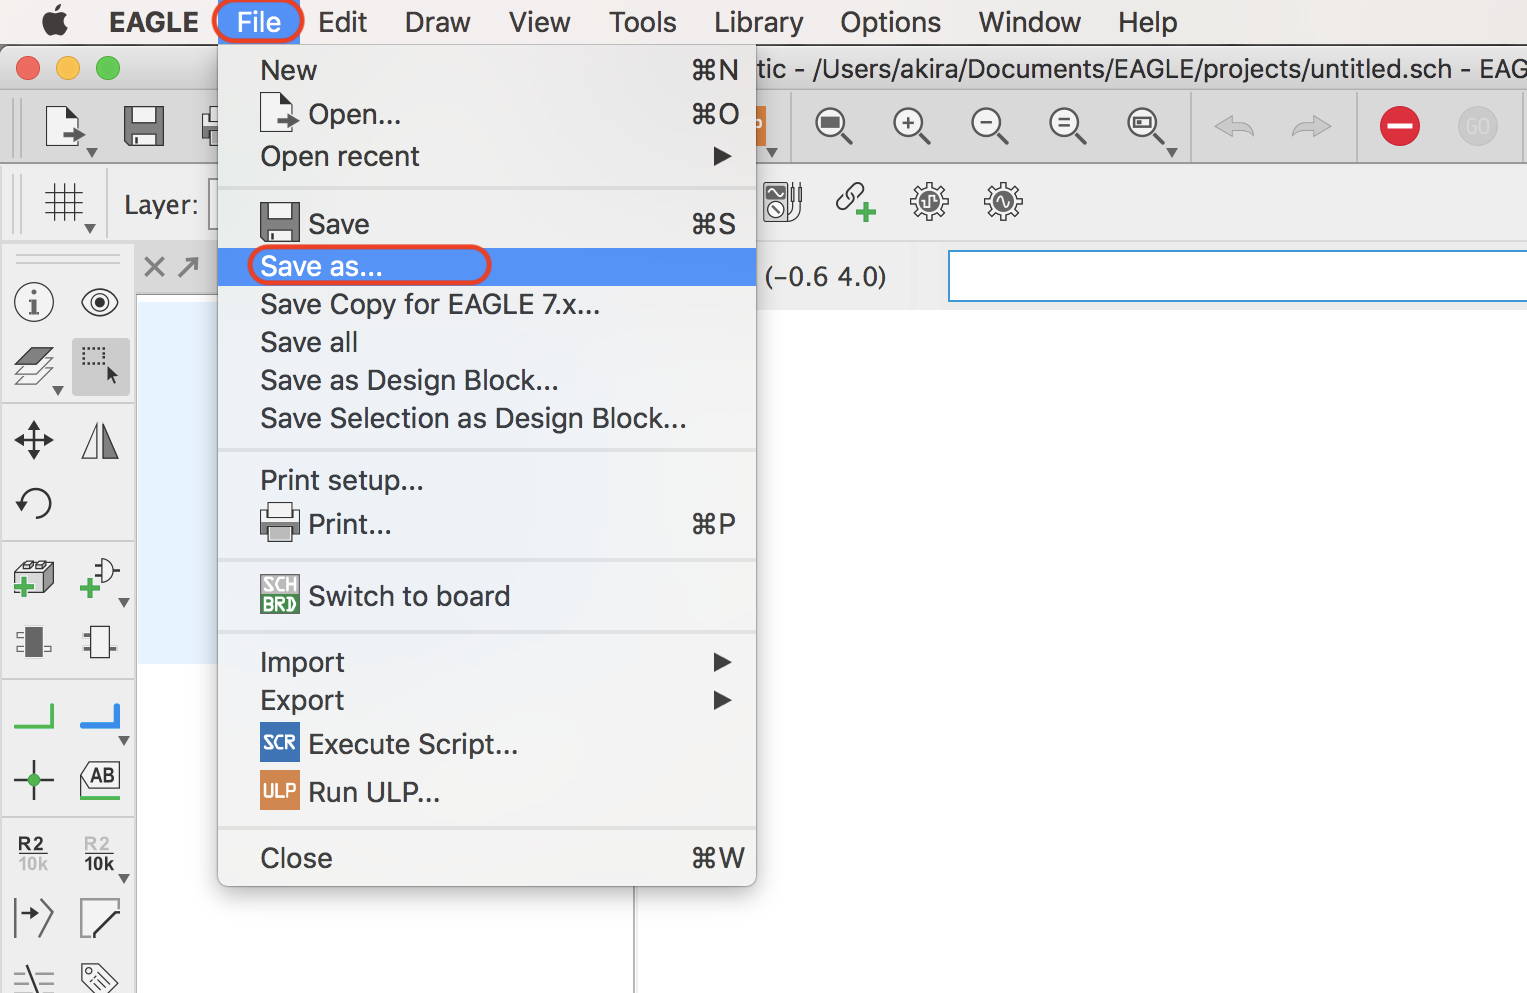 EAGLE File Edit Draw View Tools Library Options Window Help
tic - /Users/akira/Documents/EAGLE/projects/untitled.sch - EAG
New ⌘N
Open... ⌘O
Open recent
GO
Layer:
Save ⌘S
Save as...
(-0.6 4.0)
Save Copy for EAGLE 7.x...
Save all
Save as Design Block...
Save Selection as Design Block...
Print setup...
Print... ⌘P
SCH
BRD
Switch to board
Import
Export
SCR Execute Script...
AB
ULP Run ULP...
Close ⌘W
R2 R2
10k 10k